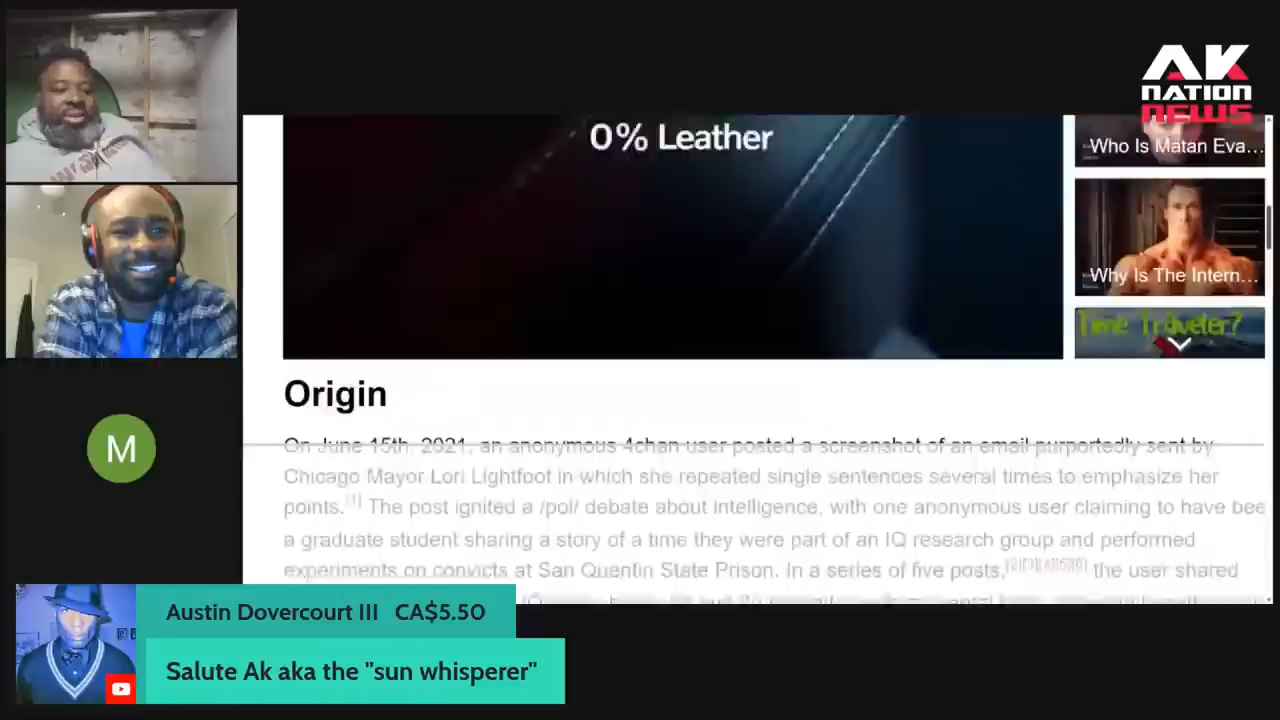 AK
NATION
NEWS
0% Leather
Who Is Matan Eva...
Why Is The Intern...
Time Traveler?
Origin
On June 15th, 2021, an anonymous 4chan user posted a screenshot of an email purportedly sent by
Chicago Mayor Lori Lightfoot in which she repeated single sentences several times to emphasize her
points.[1] The post ignited a /pol/ debate about intelligence, with one anonymous user claiming to have bee
a graduate student sharing a story of a time they were part of an IQ research group and performed
experiments on convicts at San Quentin State Prison. In a series of five posts, the user shared
M
Austin Dovercourt III CA$5.50
Salute Ak aka the "sun whisperer"